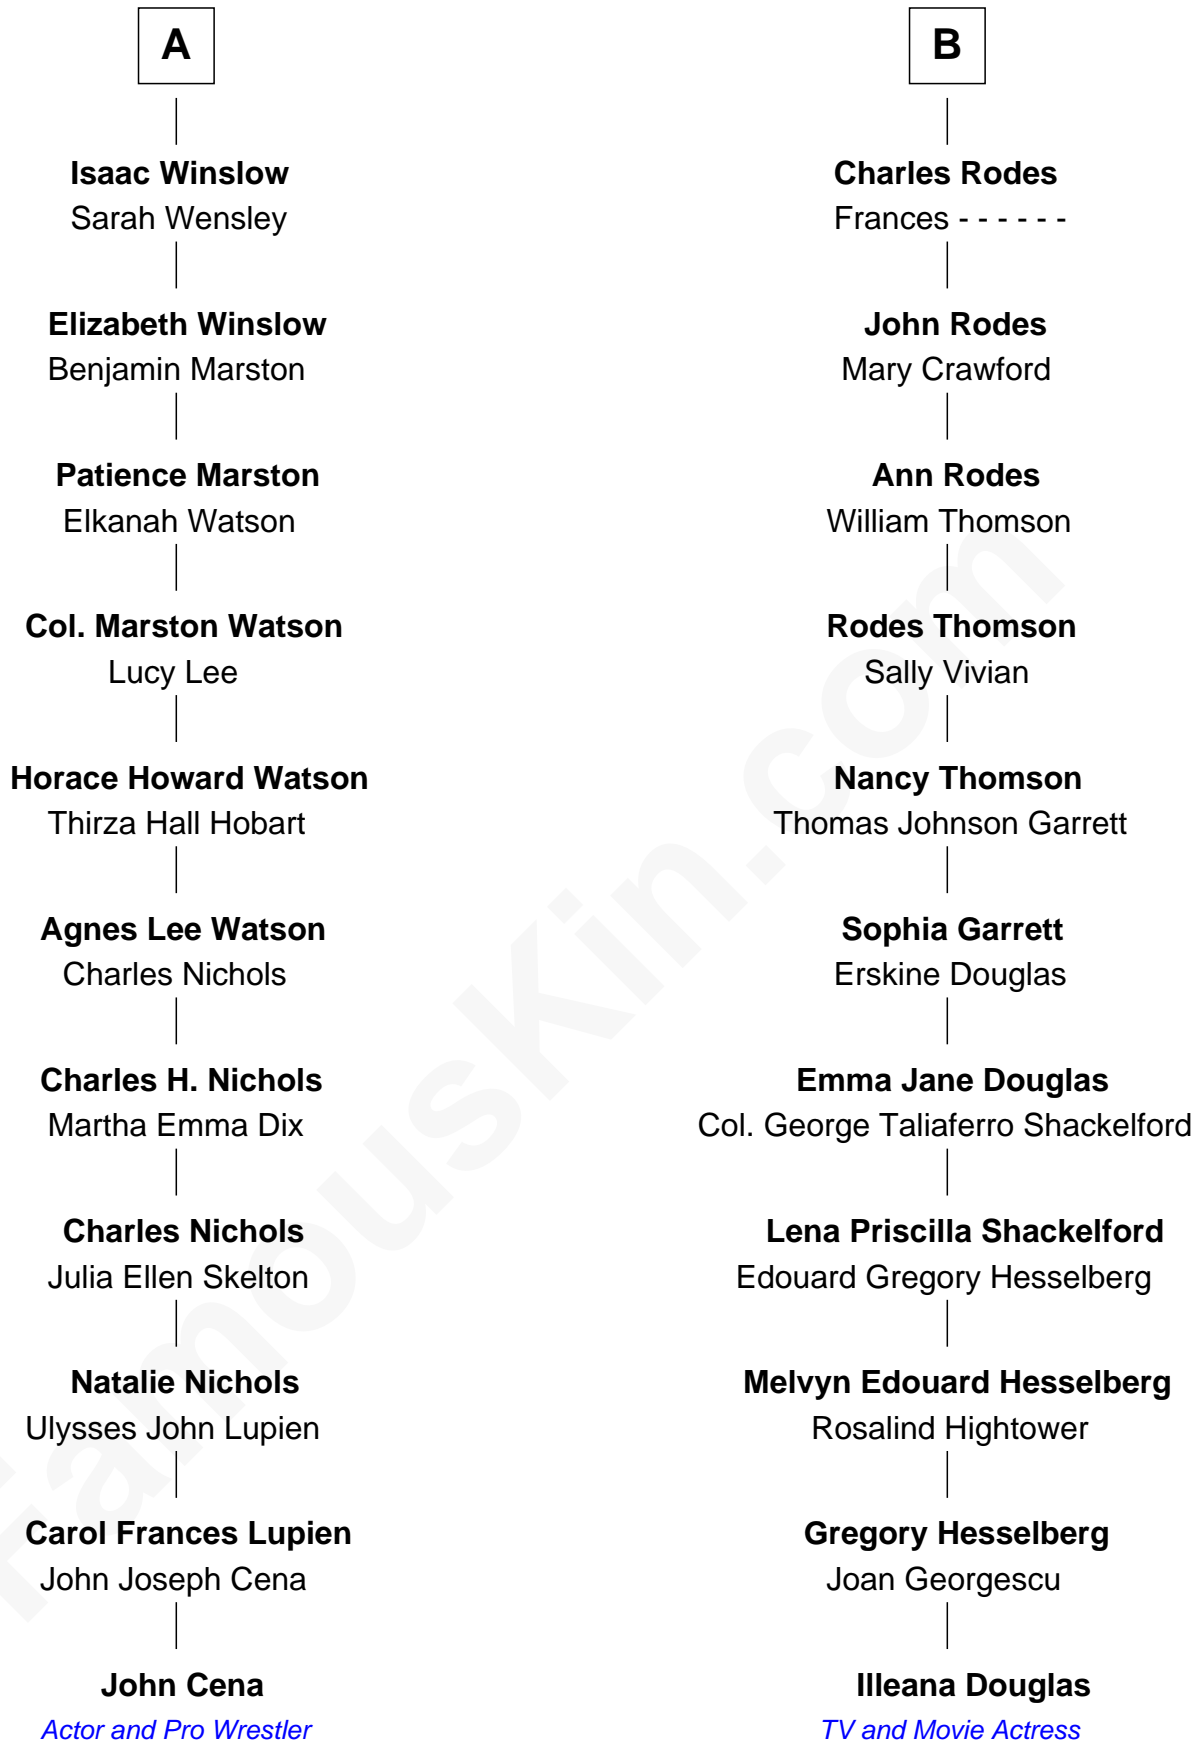 A
Isaac Winslow
Sarah Wensley
Elizabeth Winslow
Benjamin Marston
Patience Marston
Elkanah Watson
Col. Marston Watson
Lucy Lee
Horace Howard Watson
Thirza Hall Hobart
Agnes Lee Watson
Charles Nichols
Charles H. Nichols
Martha Emma Dix
Charles Nichols
Julia Ellen Skelton
Natalie Nichols
Ulysses John Lupien
Carol Frances Lupien
John Joseph Cena
John Cena
Actor and Pro Wrestler
B
Charles Rodes
Frances - - - - - -
John Rodes
Mary Crawford
Ann Rodes
William Thomson
Rodes Thomson
Sally Vivian
Nancy Thomson
Thomas Johnson Garrett
Sophia Garrett
Erskine Douglas
Emma Jane Douglas
Col. George Taliaferro Shackelford
Lena Priscilla Shackelford
Edouard Gregory Hesselberg
Melvyn Edouard Hesselberg
Rosalind Hightower
Gregory Hesselberg
Joan Georgescu
Illeana Douglas
TV and Movie Actress
FamousKin.com